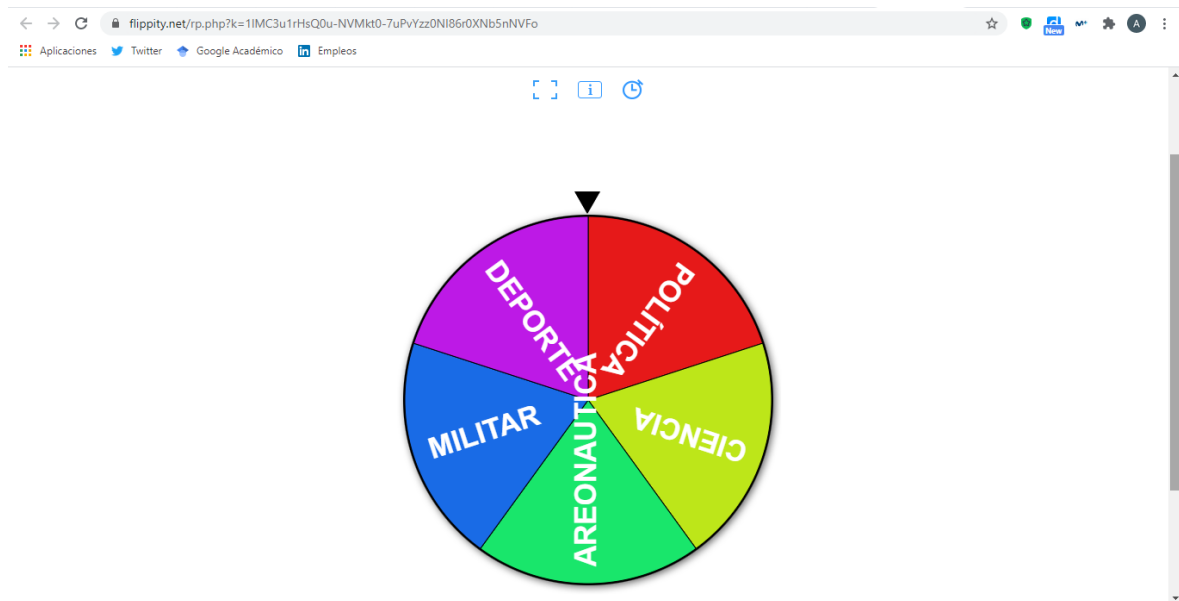 flippity.net/rp.php?k=1IMC3u1rHsQ0u-NVMkt0-7uPvYzz0NI86r0XNb5nNVFo
New
A
Aplicaciones Twitter Google Académico Empleos
DEPORTE
POLÍTICA
MILITAR
CIENCIA
AREONAUTICA